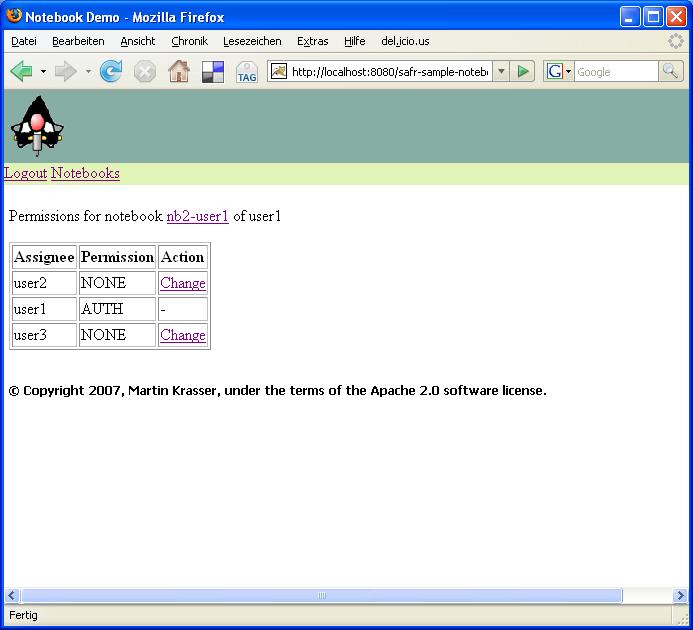 Notebook Demo - Mozilla Firefox
Datei Bearbeiten Ansicht Chronik Lesezeichen Extras Hilfe del.icio.us
TAG http://localhost:8080/safr-sample-notebo G Google
Logout Notebooks
Permissions for notebook nb2-user1 of user1
Assignee Permission Action
user2 NONE Change
user1 AUTH -
user3 NONE Change
© Copyright 2007, Martin Krasser, under the terms of the Apache 2.0 software license.
Fertig